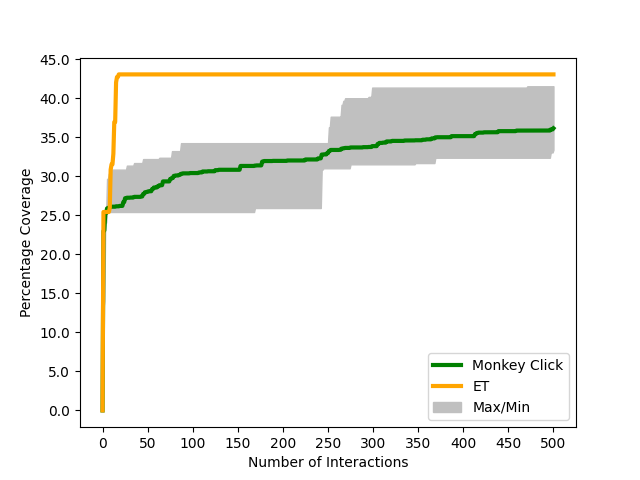 45.0
40.0
35.0
30.0
25.0
20.0
15.0
10.0
5.0
0.0
Percentage Coverage
Monkey Click
ET
Max/Min
0 50 100 150 200 250 300 350 400 450 500
Number of Interactions